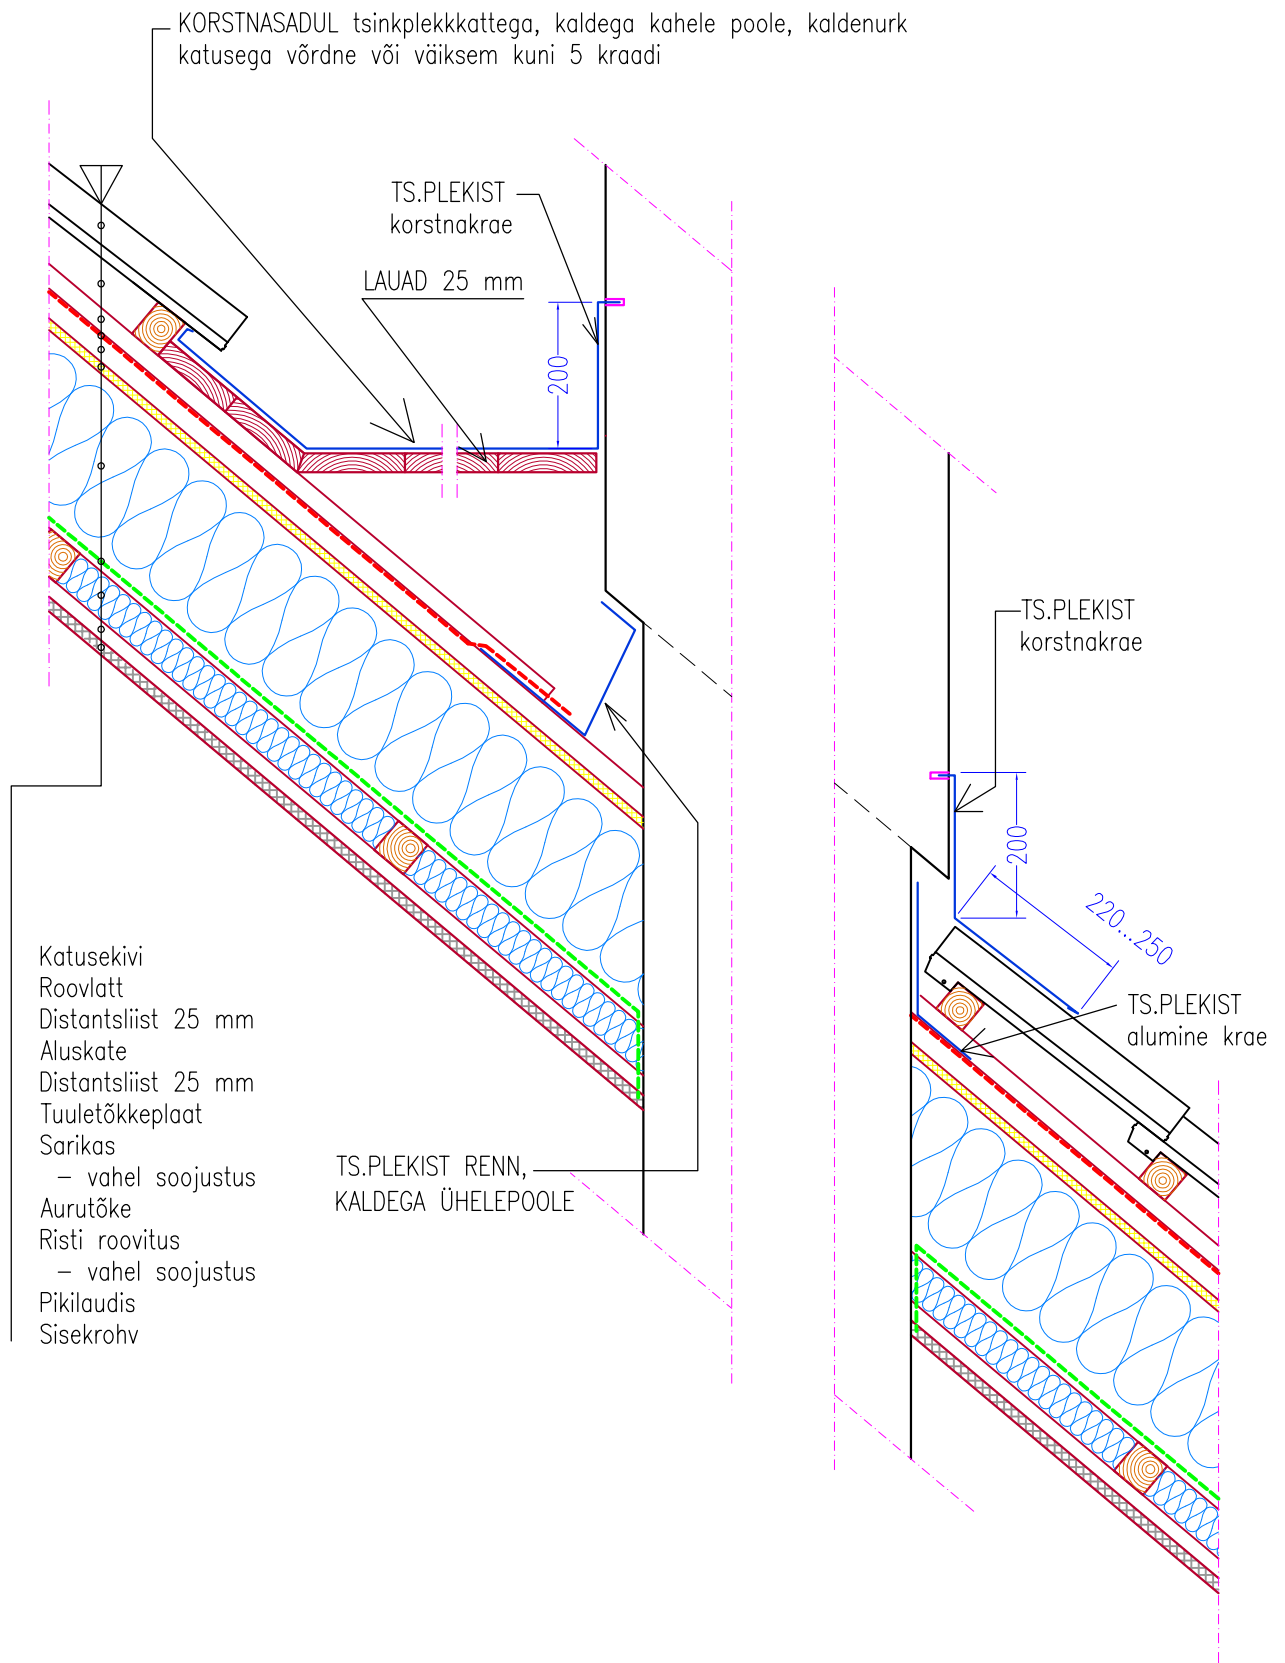 KORSTNASADUL tsinkplekkkattega, kaldega kahele poole, kaldenurk
katusega võrdne või väiksem kuni 5 kraadi
TS.PLEKIST
korstnakrae
LAUAD 25 mm
200
TS.PLEKIST
korstnakrae
200
220...250
TS.PLEKIST
alumine krae
Katusekivi
Roovlatt
Distantsliist 25 mm
Aluskate
Distantsliist 25 mm
Tuuletõkkeplaat
Sarikas
– vahel soojustus
Aurutõke
Risti roovitus
– vahel soojustus
Pikilaudis
Sisekrohv
TS.PLEKIST RENN,
KALDEGA ÜHELEPOOLE